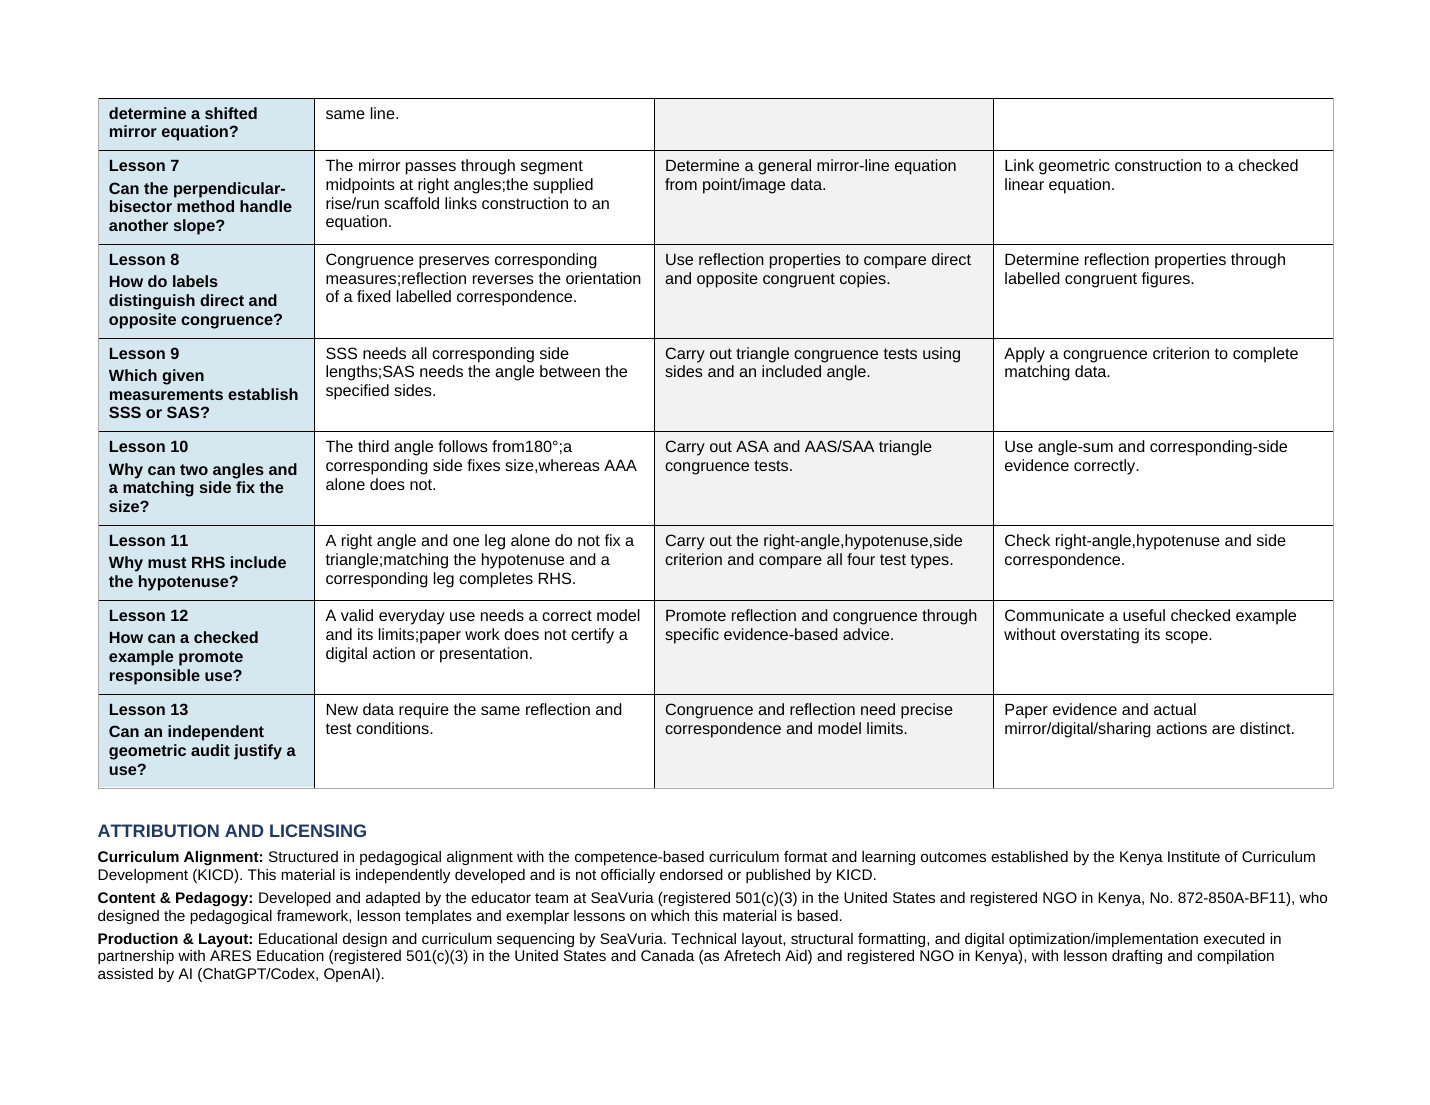 determine a shifted
mirror equation?
same line.
Lesson 7
Can the perpendicular-
bisector method handle
another slope?
The mirror passes through segment
midpoints at right angles;the supplied
rise/run scaffold links construction to an
equation.
Determine a general mirror-line equation
from point/image data.
Link geometric construction to a checked
linear equation.
Lesson 8
How do labels
distinguish direct and
opposite congruence?
Congruence preserves corresponding
measures;reflection reverses the orientation
of a fixed labelled correspondence.
Use reflection properties to compare direct
and opposite congruent copies.
Determine reflection properties through
labelled congruent figures.
Lesson 9
Which given
measurements establish
SSS or SAS?
SSS needs all corresponding side
lengths;SAS needs the angle between the
specified sides.
Carry out triangle congruence tests using
sides and an included angle.
Apply a congruence criterion to complete
matching data.
Lesson 10
Why can two angles and
a matching side fix the
size?
The third angle follows from180°;a
corresponding side fixes size,whereas AAA
alone does not.
Carry out ASA and AAS/SAA triangle
congruence tests.
Use angle-sum and corresponding-side
evidence correctly.
Lesson 11
Why must RHS include
the hypotenuse?
A right angle and one leg alone do not fix a
triangle;matching the hypotenuse and a
corresponding leg completes RHS.
Carry out the right-angle,hypotenuse,side
criterion and compare all four test types.
Check right-angle,hypotenuse and side
correspondence.
Lesson 12
How can a checked
example promote
responsible use?
A valid everyday use needs a correct model
and its limits;paper work does not certify a
digital action or presentation.
Promote reflection and congruence through
specific evidence-based advice.
Communicate a useful checked example
without overstating its scope.
Lesson 13
Can an independent
geometric audit justify a
use?
New data require the same reflection and
test conditions.
Congruence and reflection need precise
correspondence and model limits.
Paper evidence and actual
mirror/digital/sharing actions are distinct.
ATTRIBUTION AND LICENSING
Curriculum Alignment: Structured in pedagogical alignment with the competence-based curriculum format and learning outcomes established by the Kenya Institute of Curriculum
Development (KICD). This material is independently developed and is not officially endorsed or published by KICD.
Content & Pedagogy: Developed and adapted by the educator team at SeaVuria (registered 501(c)(3) in the United States and registered NGO in Kenya, No. 872-850A-BF11), who
designed the pedagogical framework, lesson templates and exemplar lessons on which this material is based.
Production & Layout: Educational design and curriculum sequencing by SeaVuria. Technical layout, structural formatting, and digital optimization/implementation executed in
partnership with ARES Education (registered 501(c)(3) in the United States and Canada (as Afretech Aid) and registered NGO in Kenya), with lesson drafting and compilation
assisted by AI (ChatGPT/Codex, OpenAI).